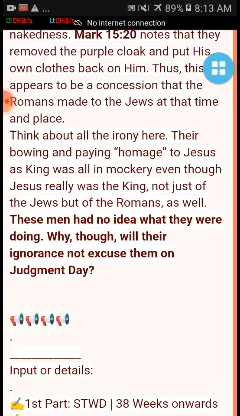 0:0KB/s U:0KB/s 89% 8:13 AM
No internet connection
nakedness. Mark 15:20 notes that they
removed the purple cloak and put His
own clothes back on Him. Thus, this
appears to be a concession that the
Romans made to the Jews at that time
and place.
Think about all the irony here. Their
bowing and paying “homage” to Jesus
as King was all in mockery even though
Jesus really was the King, not just of
the Jews but of the Romans, as well.
These men had no idea what they were
doing. Why, though, will their
ignorance not excuse them on
Judgment Day?
📢📢📢📢
.
____________
Input or details:
.
✍1st Part: STWD | 38 Weeks onwards